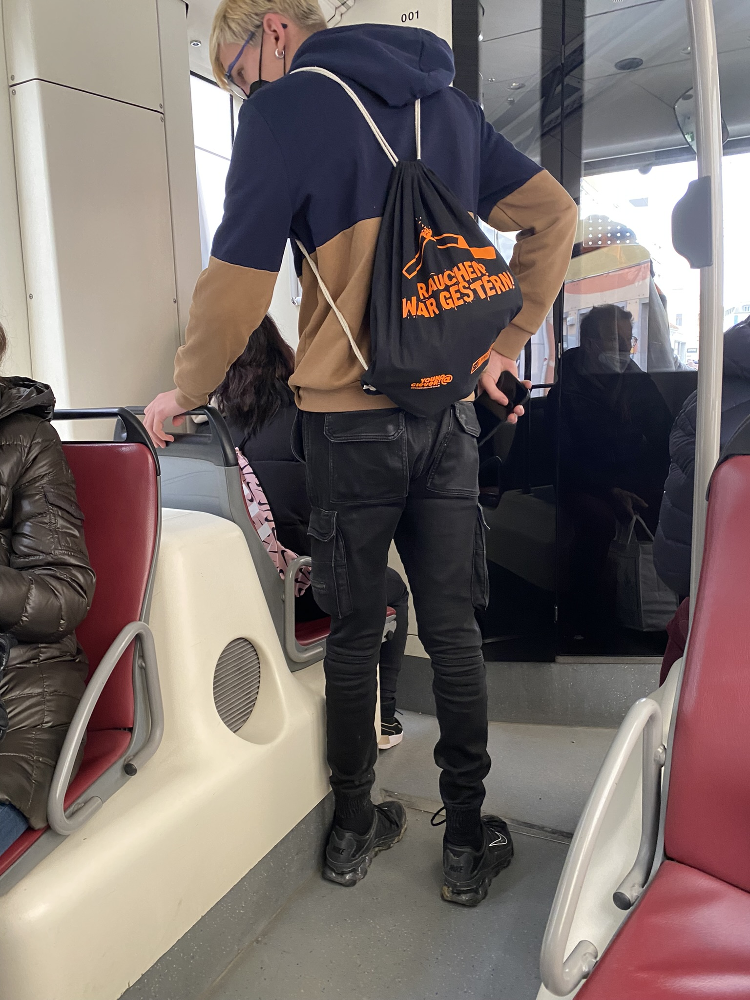 001
RAUCHEN?
WAR GESTERN!
YOUNG
clever!@
NIKE
NIKE